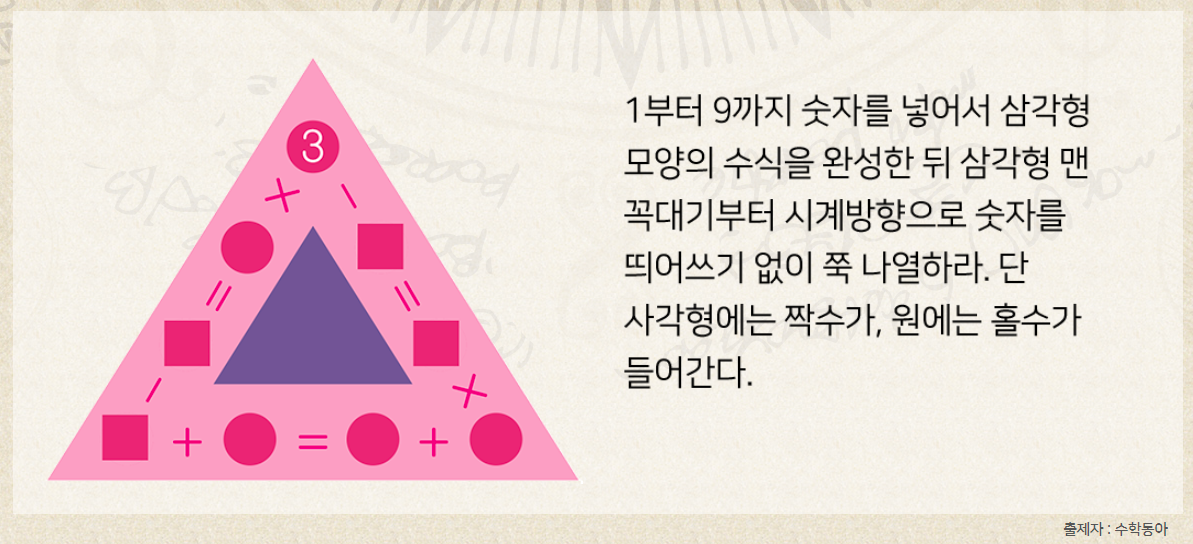 1부터 9까지 숫자를 넣어서 삼각형
모양의 수식을 완성한 뒤 삼각형 맨
꼭대기부터 시계방향으로 숫자를
띄어쓰기 없이 쭉 나열하라. 단
사각형에는 짝수가, 원에는 홀수가
들어간다.
3
× −
=  =
− ×
+ = +
출제자 : 수학동아